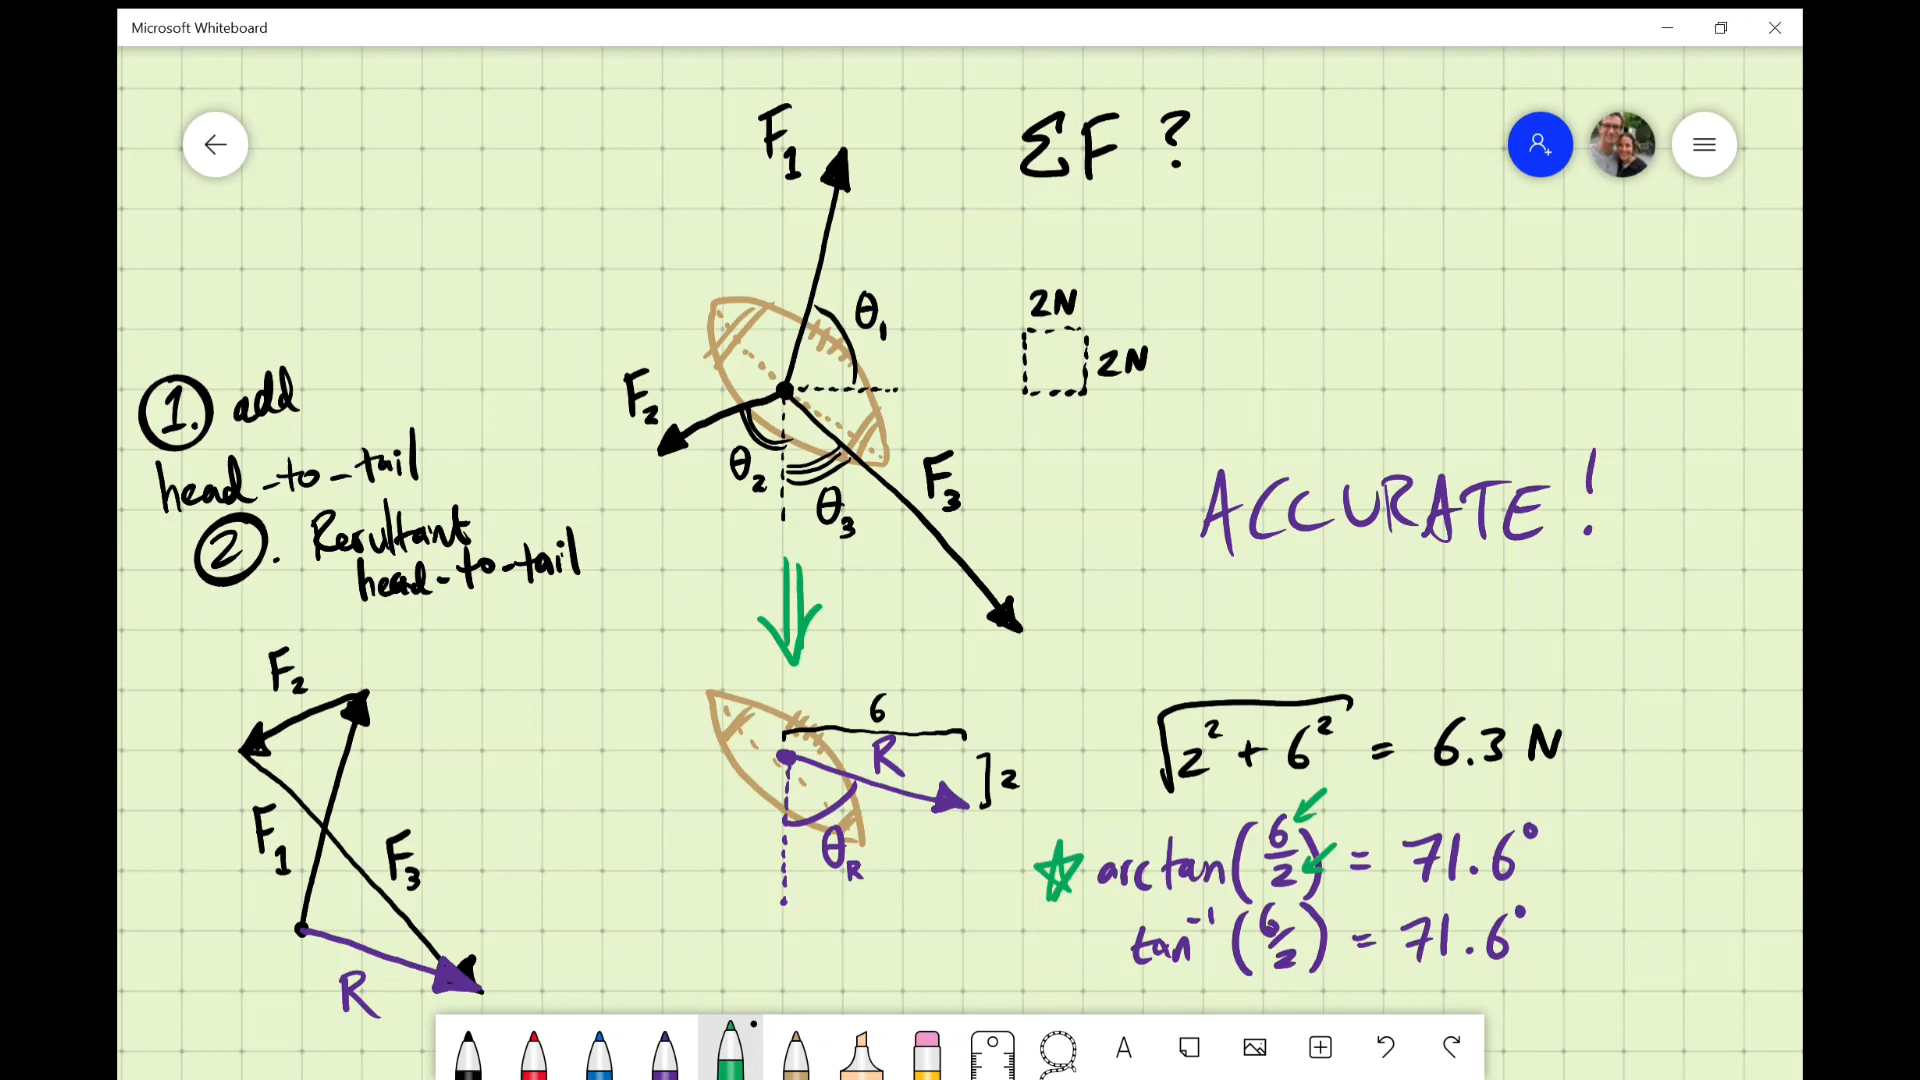 Microsoft Whiteboard
F1
ΣF ?
θ1
2N
2N
F2
θ2
θ3
F3
1. add
head-to-tail
2. Resultant
head-to-tail
ACCURATE!
F2
F1
F3
R
6
R
]2
θR
√2² + 6² = 6.3 N
arctan(6/2) = 71.6°
tan⁻¹(6/2) = 71.6°
A